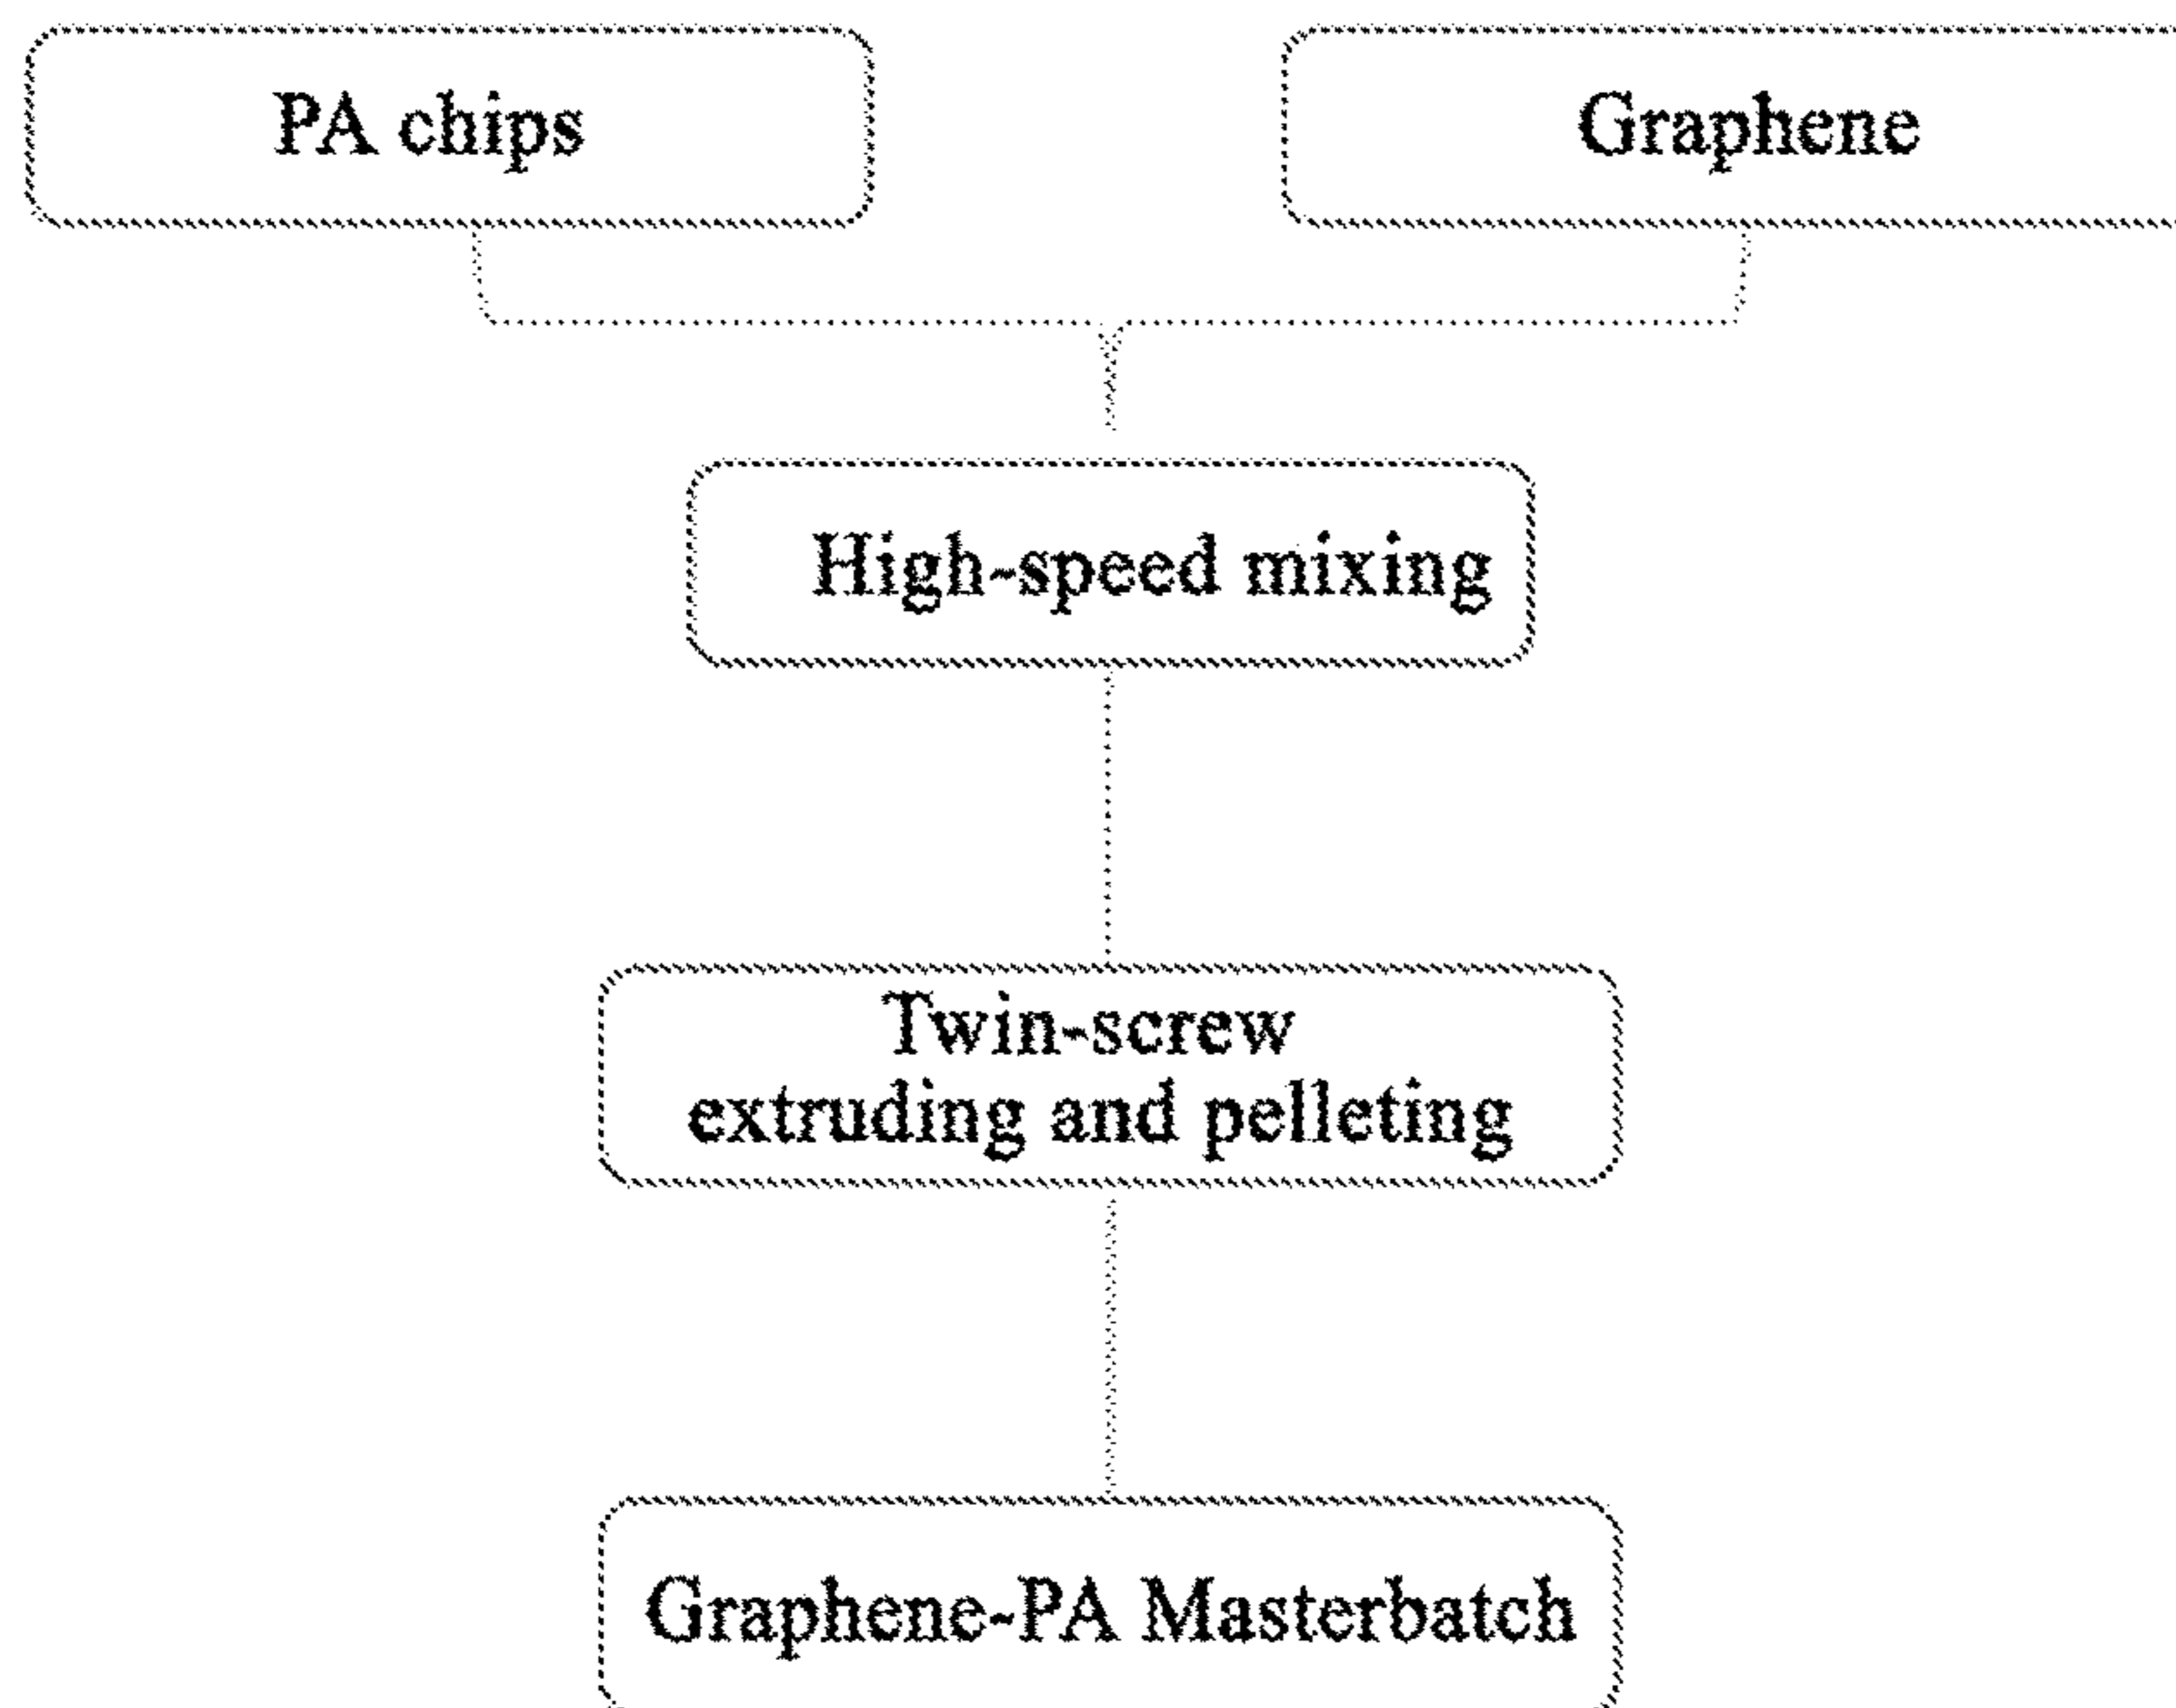 PA chips
Graphene
High-speed mixing
Twin-screw
extruding and pelleting
Graphene-PA Masterbatch